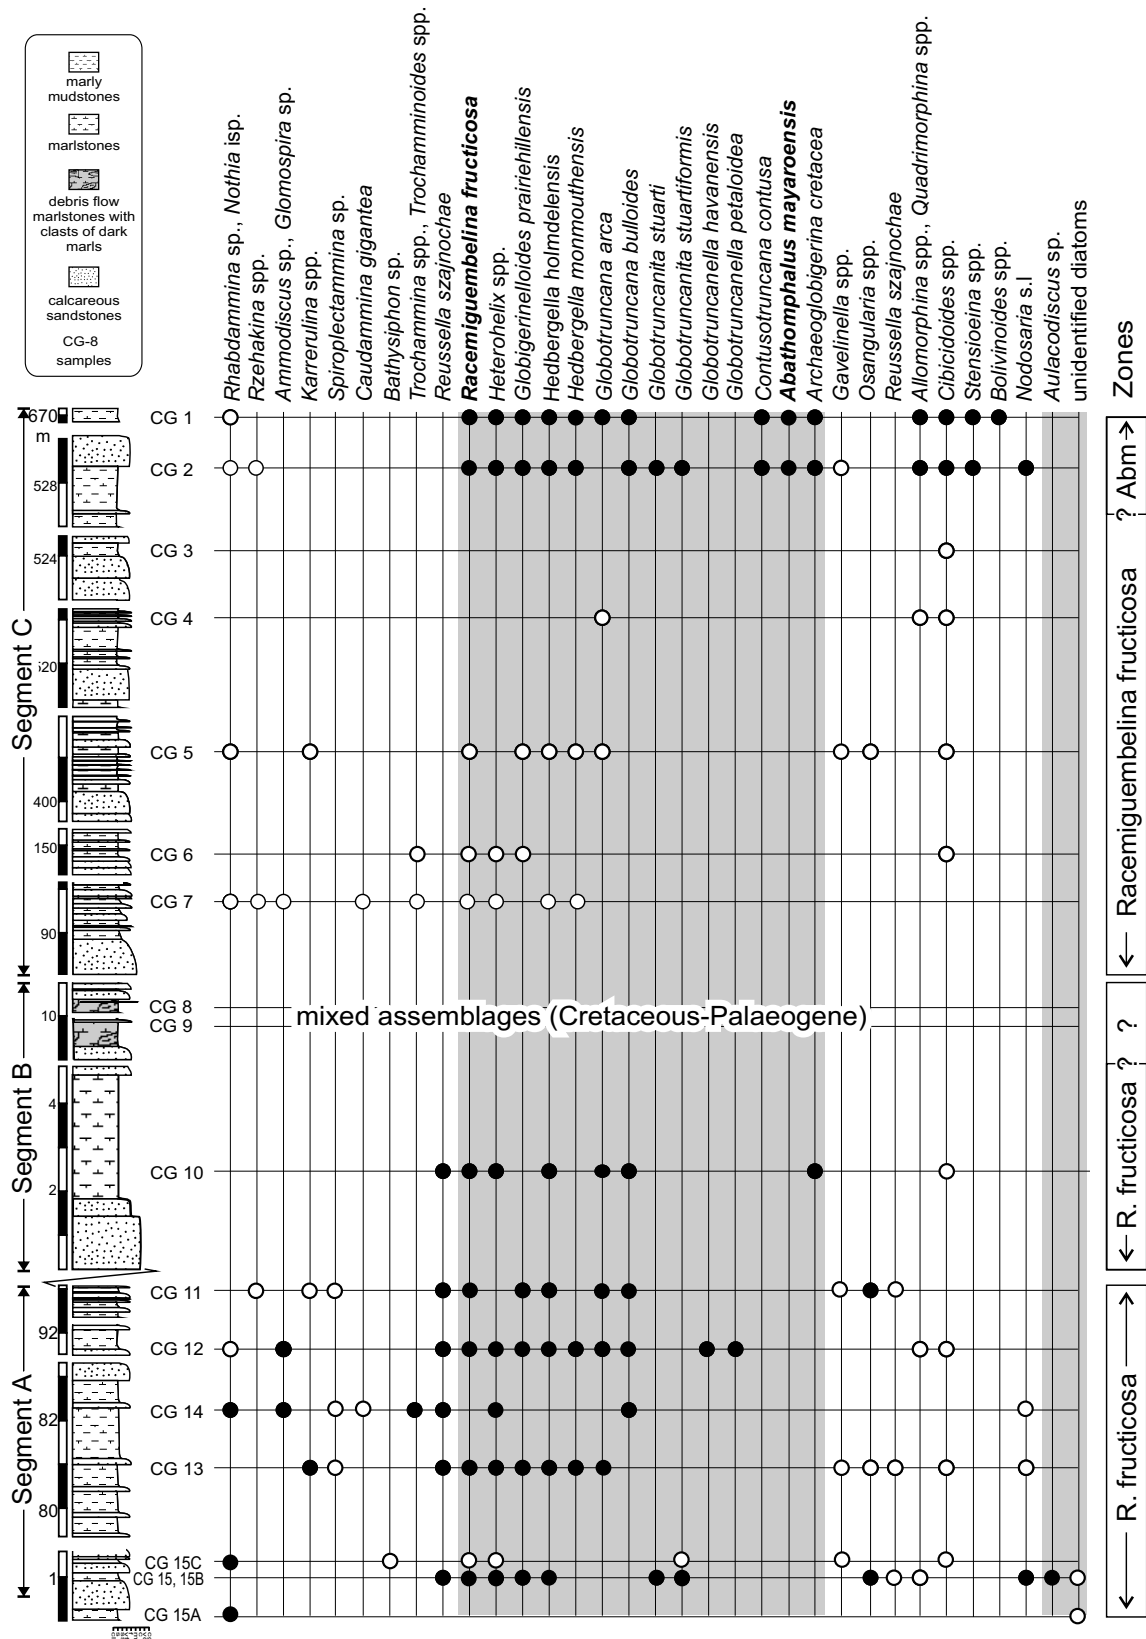 marly
mudstones
marlstones
debris flow
marlstones with
clasts of dark
marls
calcareous
sandstones
CG-8
samples
Rhabdammina sp., Nothia isp.
Rzehakina spp.
Ammodiscus sp., Glomospira sp.
Karrerulina spp.
Spiroplectammina sp.
Caudammina gigantea
Bathysiphon sp.
Trochammina spp., Trochamminoides spp.
Reussella szajnochae
Racemiguembelina fructicosa
Heterohelix spp.
Globigerinelloides prairiehillensis
Hedbergella holmdelensis
Hedbergella monmouthensis
Globotruncana arca
Globotruncana bulloides
Globotruncanita stuarti
Globotruncanita stuartiformis
Globotruncanella havanensis
Globotruncanella petaloidea
Contusotruncana contusa
Abathomphalus mayaroensis
Archaeoglobigerina cretacea
Gavelinella spp.
Osangularia spp.
Reussella szajnochae
Allomorphina spp., Quadrimorphina spp.
Cibicidoides spp.
Stensioeina spp.
Bolivinoides spp.
Nodosaria s.l
Aulacodiscus sp.
unidentified diatoms
Zones
670
m
CG 1
CG 2
528
CG 3
524
CG 4
520
CG 5
400
150
CG 6
CG 7
90
Segment C
? Abm
Racemiguembelina fructicosa
CG 8
10
CG 9
mixed assemblages (Cretaceous-Palaeogene)
4
CG 10
2
Segment B
? ?
R. fructicosa
CG 11
92
CG 12
CG 14
82
CG 13
80
CG 15C
CG 15, 15B
1
CG 15A
Segment A
R. fructicosa